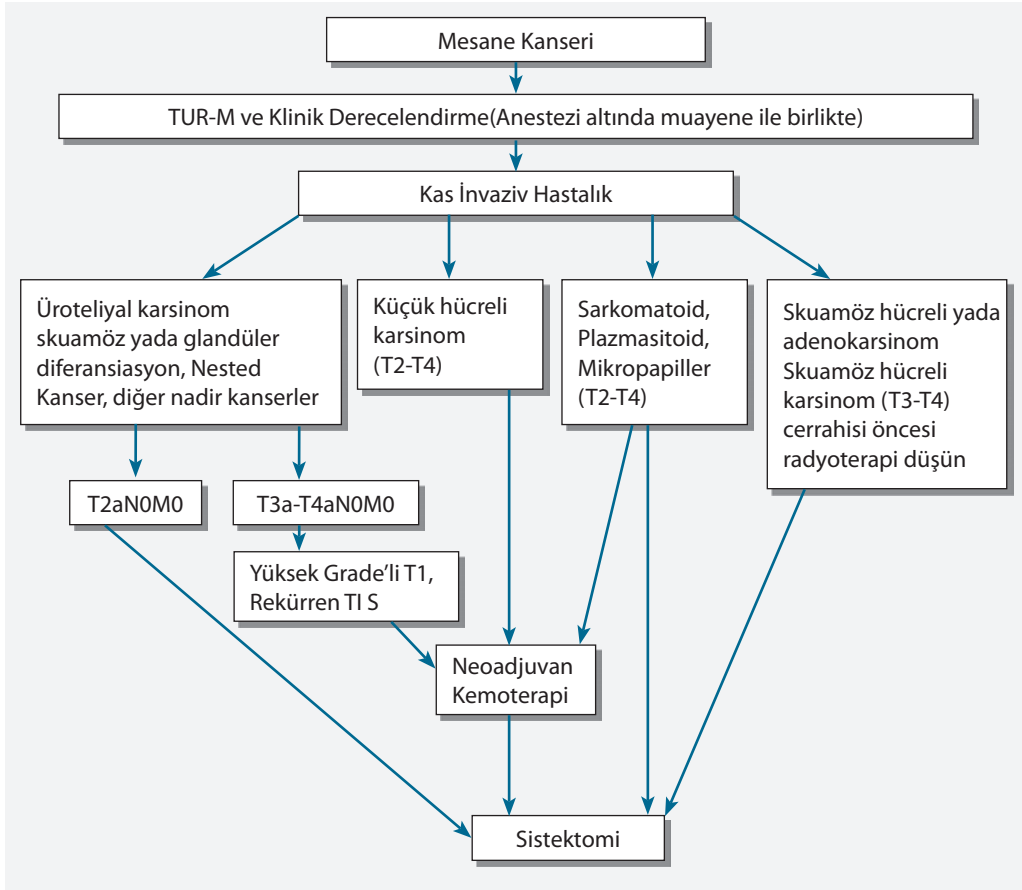 Mesane Kanseri
TUR-M ve Klinik Derecelendirme(Anestezi altında muayene ile birlikte)
Kas İnvaziv Hastalık
Üroteliyal karsinom
skuamöz yada glandüler
diferansiasyon, Nested
Kanser, diğer nadir kanserler
Küçük hücreli
karsinom
(T2-T4)
Sarkomatoid,
Plazmasitoid,
Mikropapiller
(T2-T4)
Skuamöz hücreli yada
adenokarsinom
Skuamöz hücreli
karsinom (T3-T4)
cerrahisi öncesi
radyoterapi düşün
T2aN0M0
T3a-T4aN0M0
Yüksek Grade’li T1,
Rekürren TI S
Neoadjuvan
Kemoterapi
Sistektomi